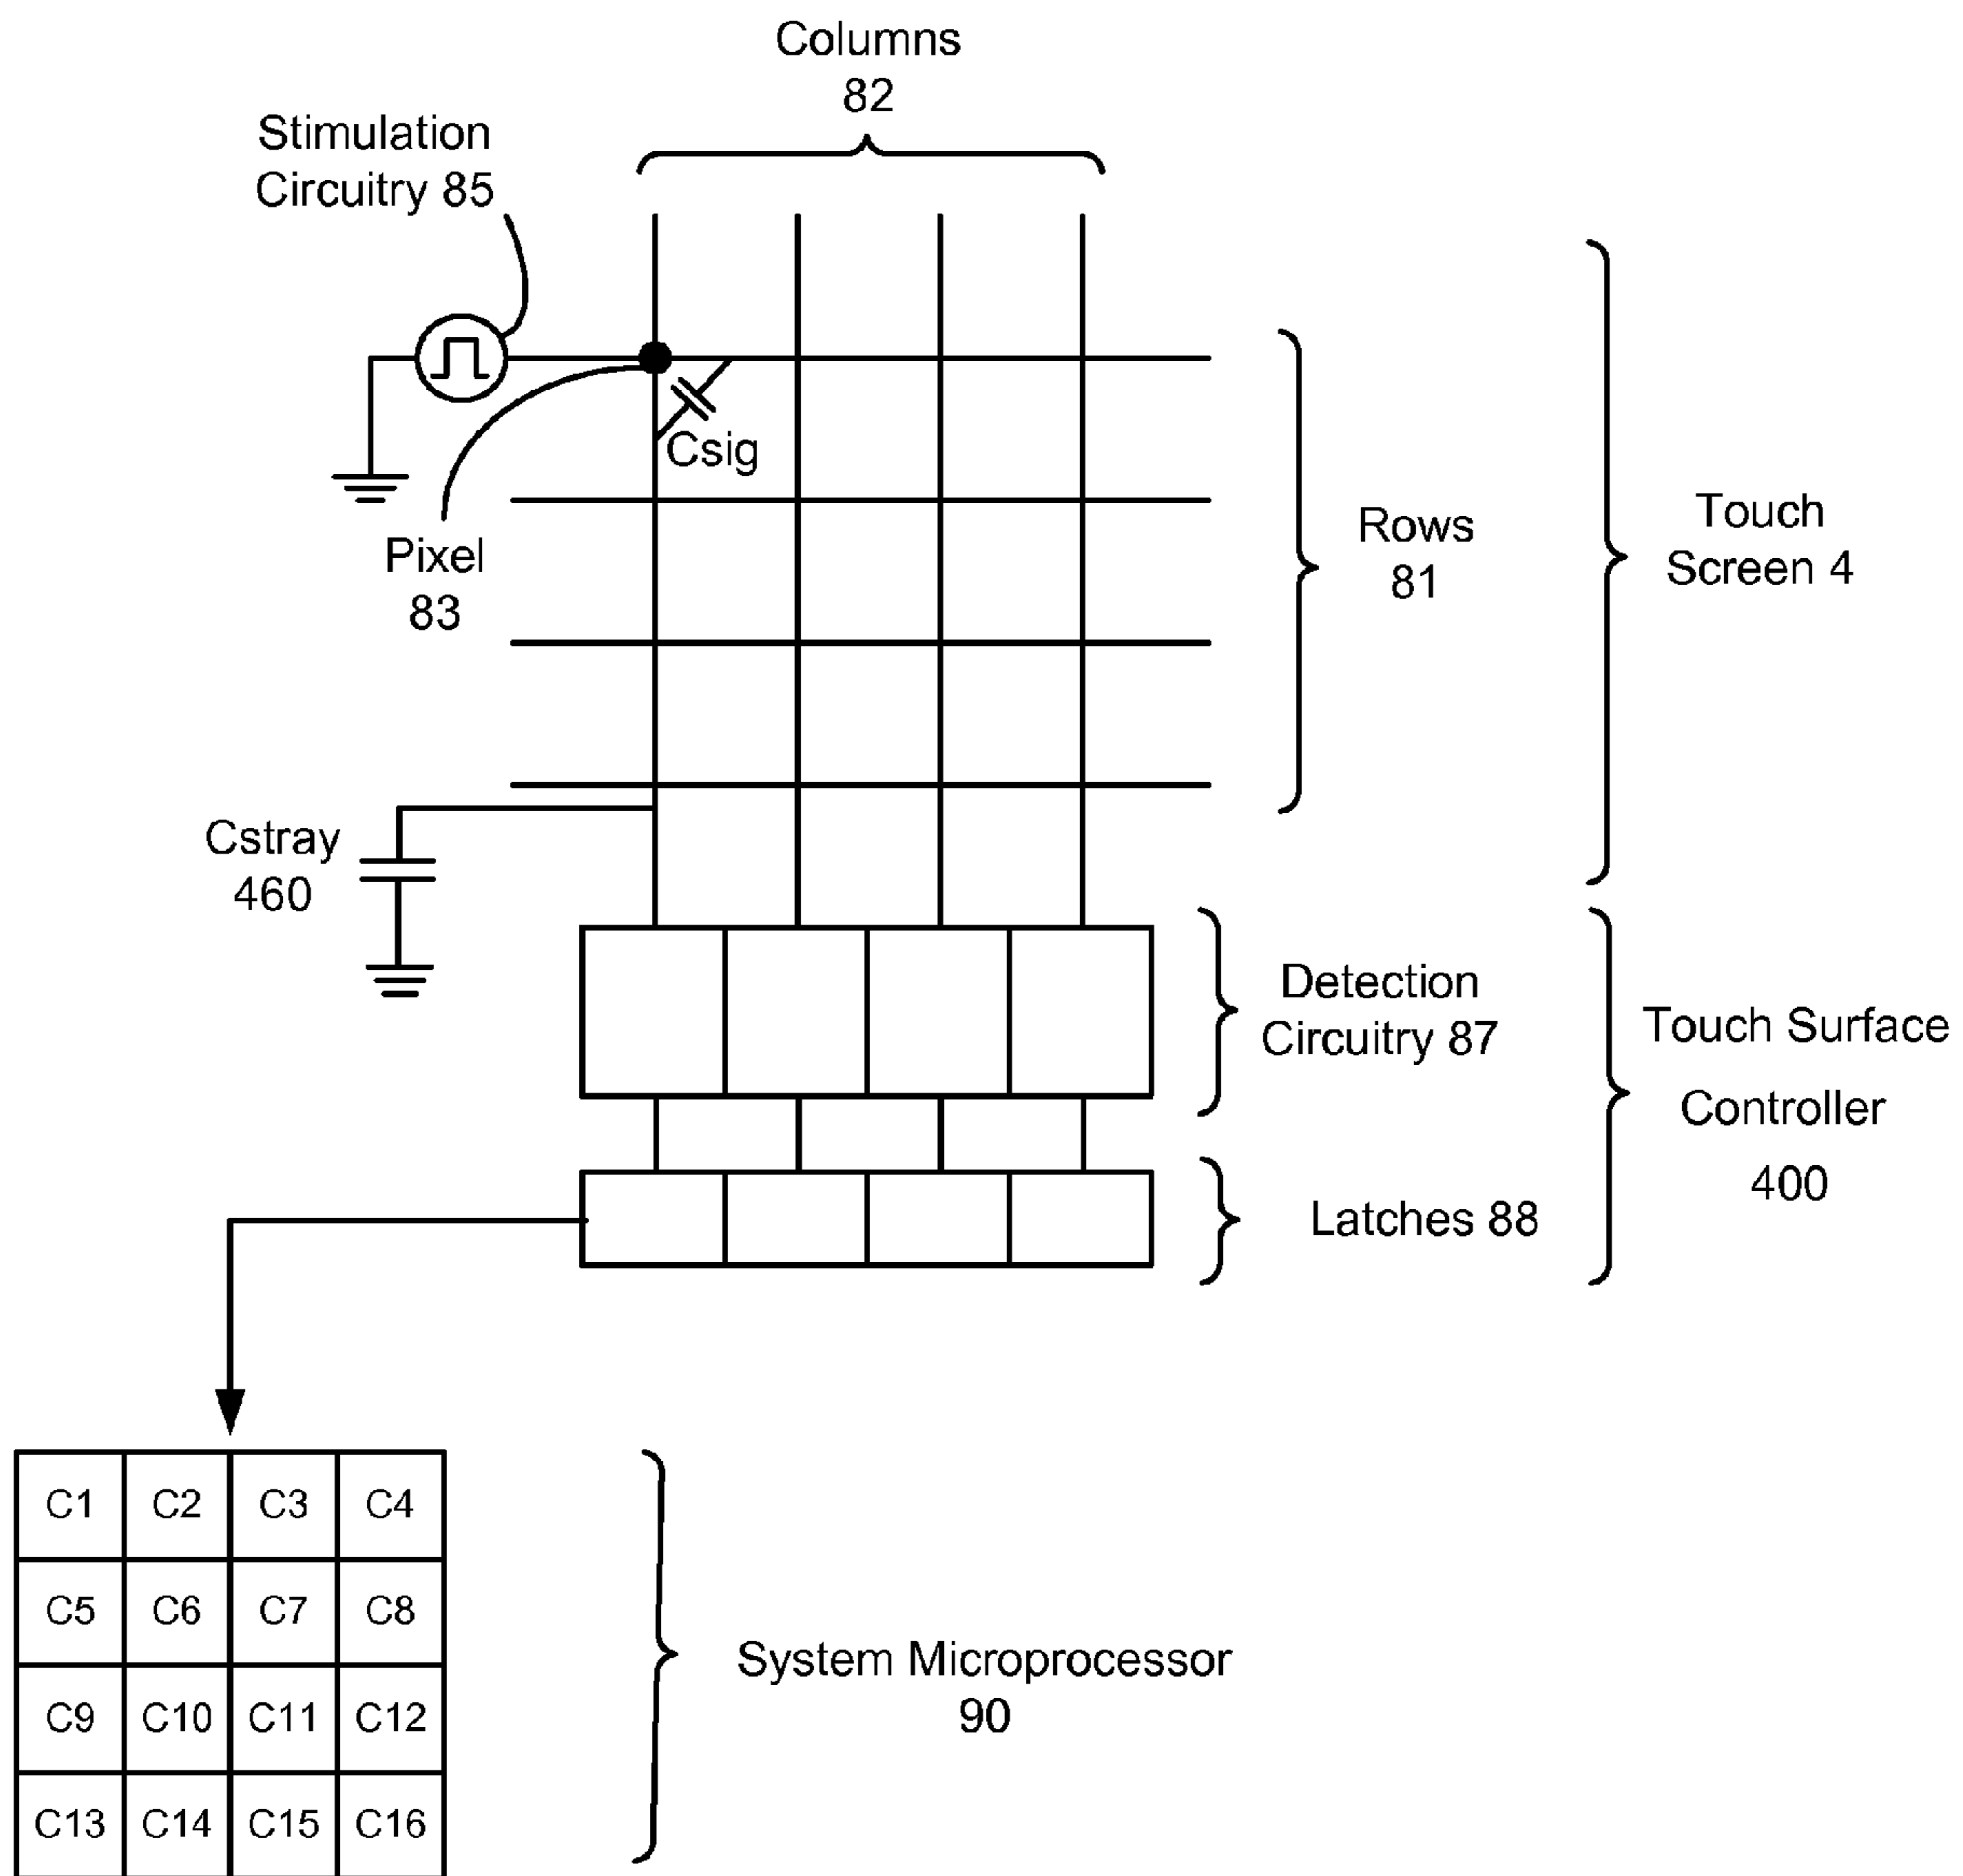 Columns
82
Stimulation
Circuitry 85
Csig
Pixel
83
Rows
81
Touch
Screen 4
Cstray
460
Detection
Circuitry 87
Touch Surface
Controller
400
Latches 88
C1 C2 C3 C4
C5 C6 C7 C8
C9 C10 C11 C12
C13 C14 C15 C16
System Microprocessor
90